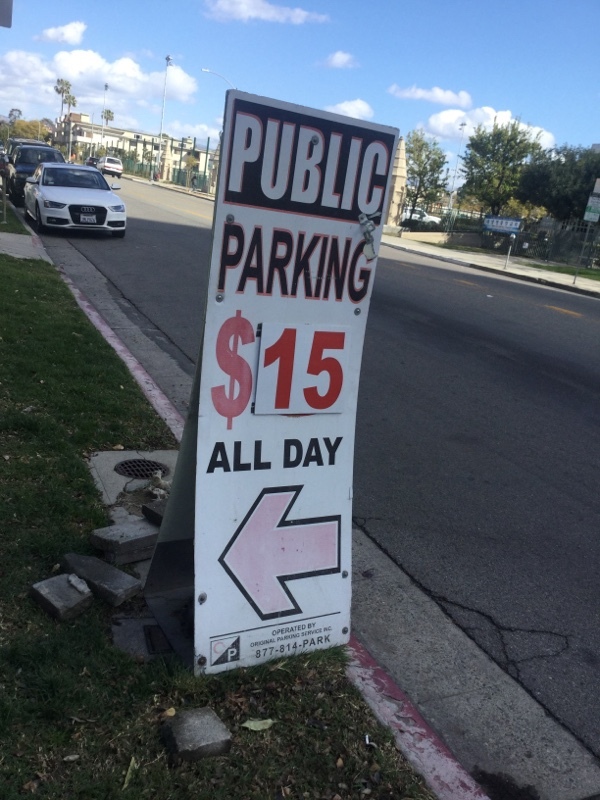 PUBLIC
PARKING
$15
ALL DAY
OPERATED BY
ORIGINAL PARKING SERVICE INC.
P
877-814-PARK